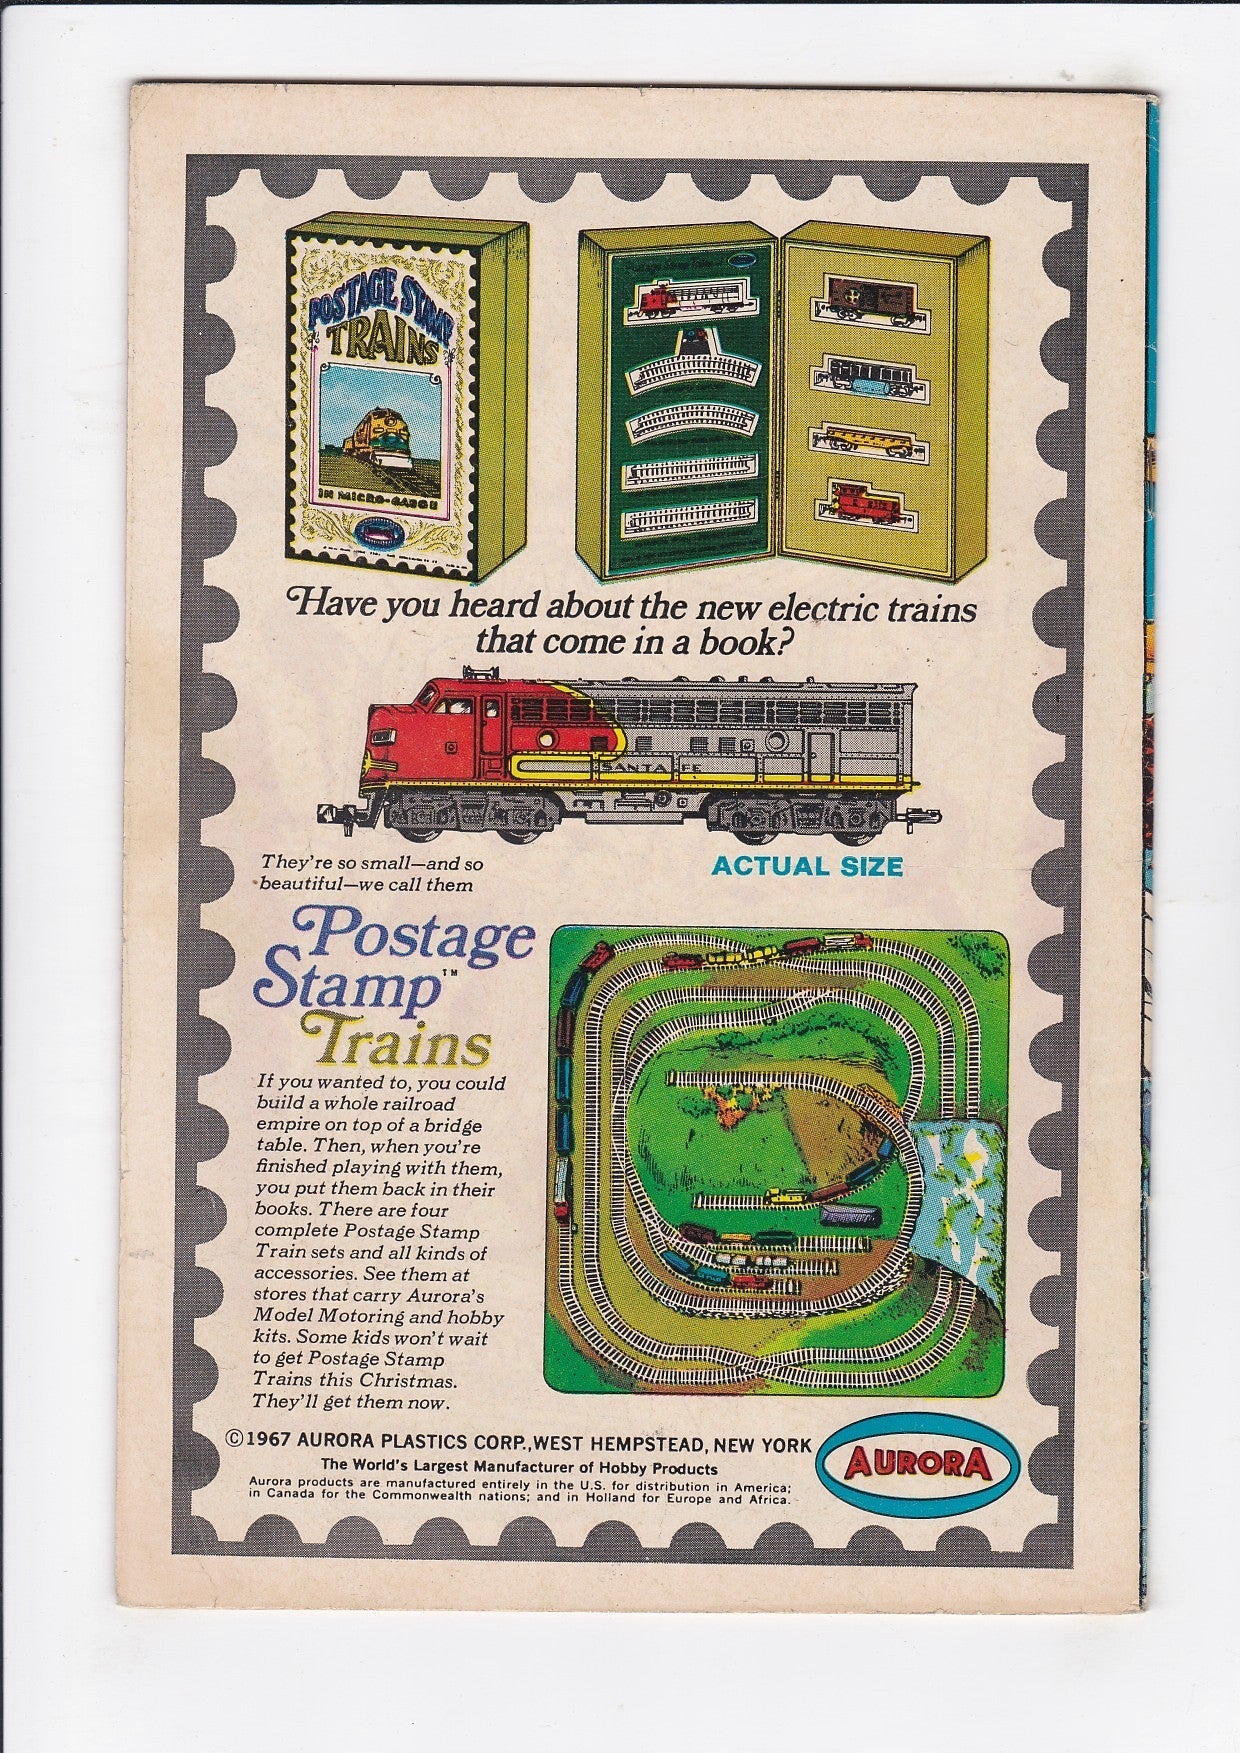 POSTAGE STAMP
TRAINS
IN MICRO-GAUGE
Have you heard about the new electric trains
that come in a book?
SANTA FE
They're so small—and so
beautiful—we call them
ACTUAL SIZE
Postage
Stamp™
Trains
If you wanted to, you could
build a whole railroad
empire on top of a bridge
table. Then, when you're
finished playing with them,
you put them back in their
books. There are four
complete Postage Stamp
Train sets and all kinds of
accessories. See them at
stores that carry Aurora's
Model Motoring and hobby
kits. Some kids won't wait
to get Postage Stamp
Trains this Christmas.
They'll get them now.
©1967 AURORA PLASTICS CORP., WEST HEMPSTEAD, NEW YORK
The World's Largest Manufacturer of Hobby Products
Aurora products are manufactured entirely in the U.S. for distribution in America;
in Canada for the Commonwealth nations; and in Holland for Europe and Africa.
AURORA